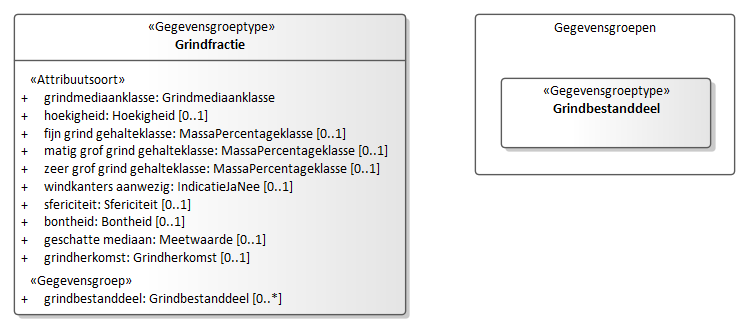 «Gegevensgroeptype»
Grindfractie
«Attribuutsoort»
+ grindmediaanklasse: Grindmediaanklasse
+ hoekigheid: Hoekigheid [0..1]
+ fijn grind gehalteklasse: MassaPercentageklasse [0..1]
+ matig grof grind gehalteklasse: MassaPercentageklasse [0..1]
+ zeer grof grind gehalteklasse: MassaPercentageklasse [0..1]
+ windkanters aanwezig: IndicatieJaNee [0..1]
+ sfericiteit: Sfericiteit [0..1]
+ bontheid: Bontheid [0..1]
+ geschatte mediaan: Meetwaarde [0..1]
+ grindherkomst: Grindherkomst [0..1]
«Gegevensgroep»
+ grindbestanddeel: Grindbestanddeel [0..*]
Gegevensgroepen
«Gegevensgroeptype»
Grindbestanddeel